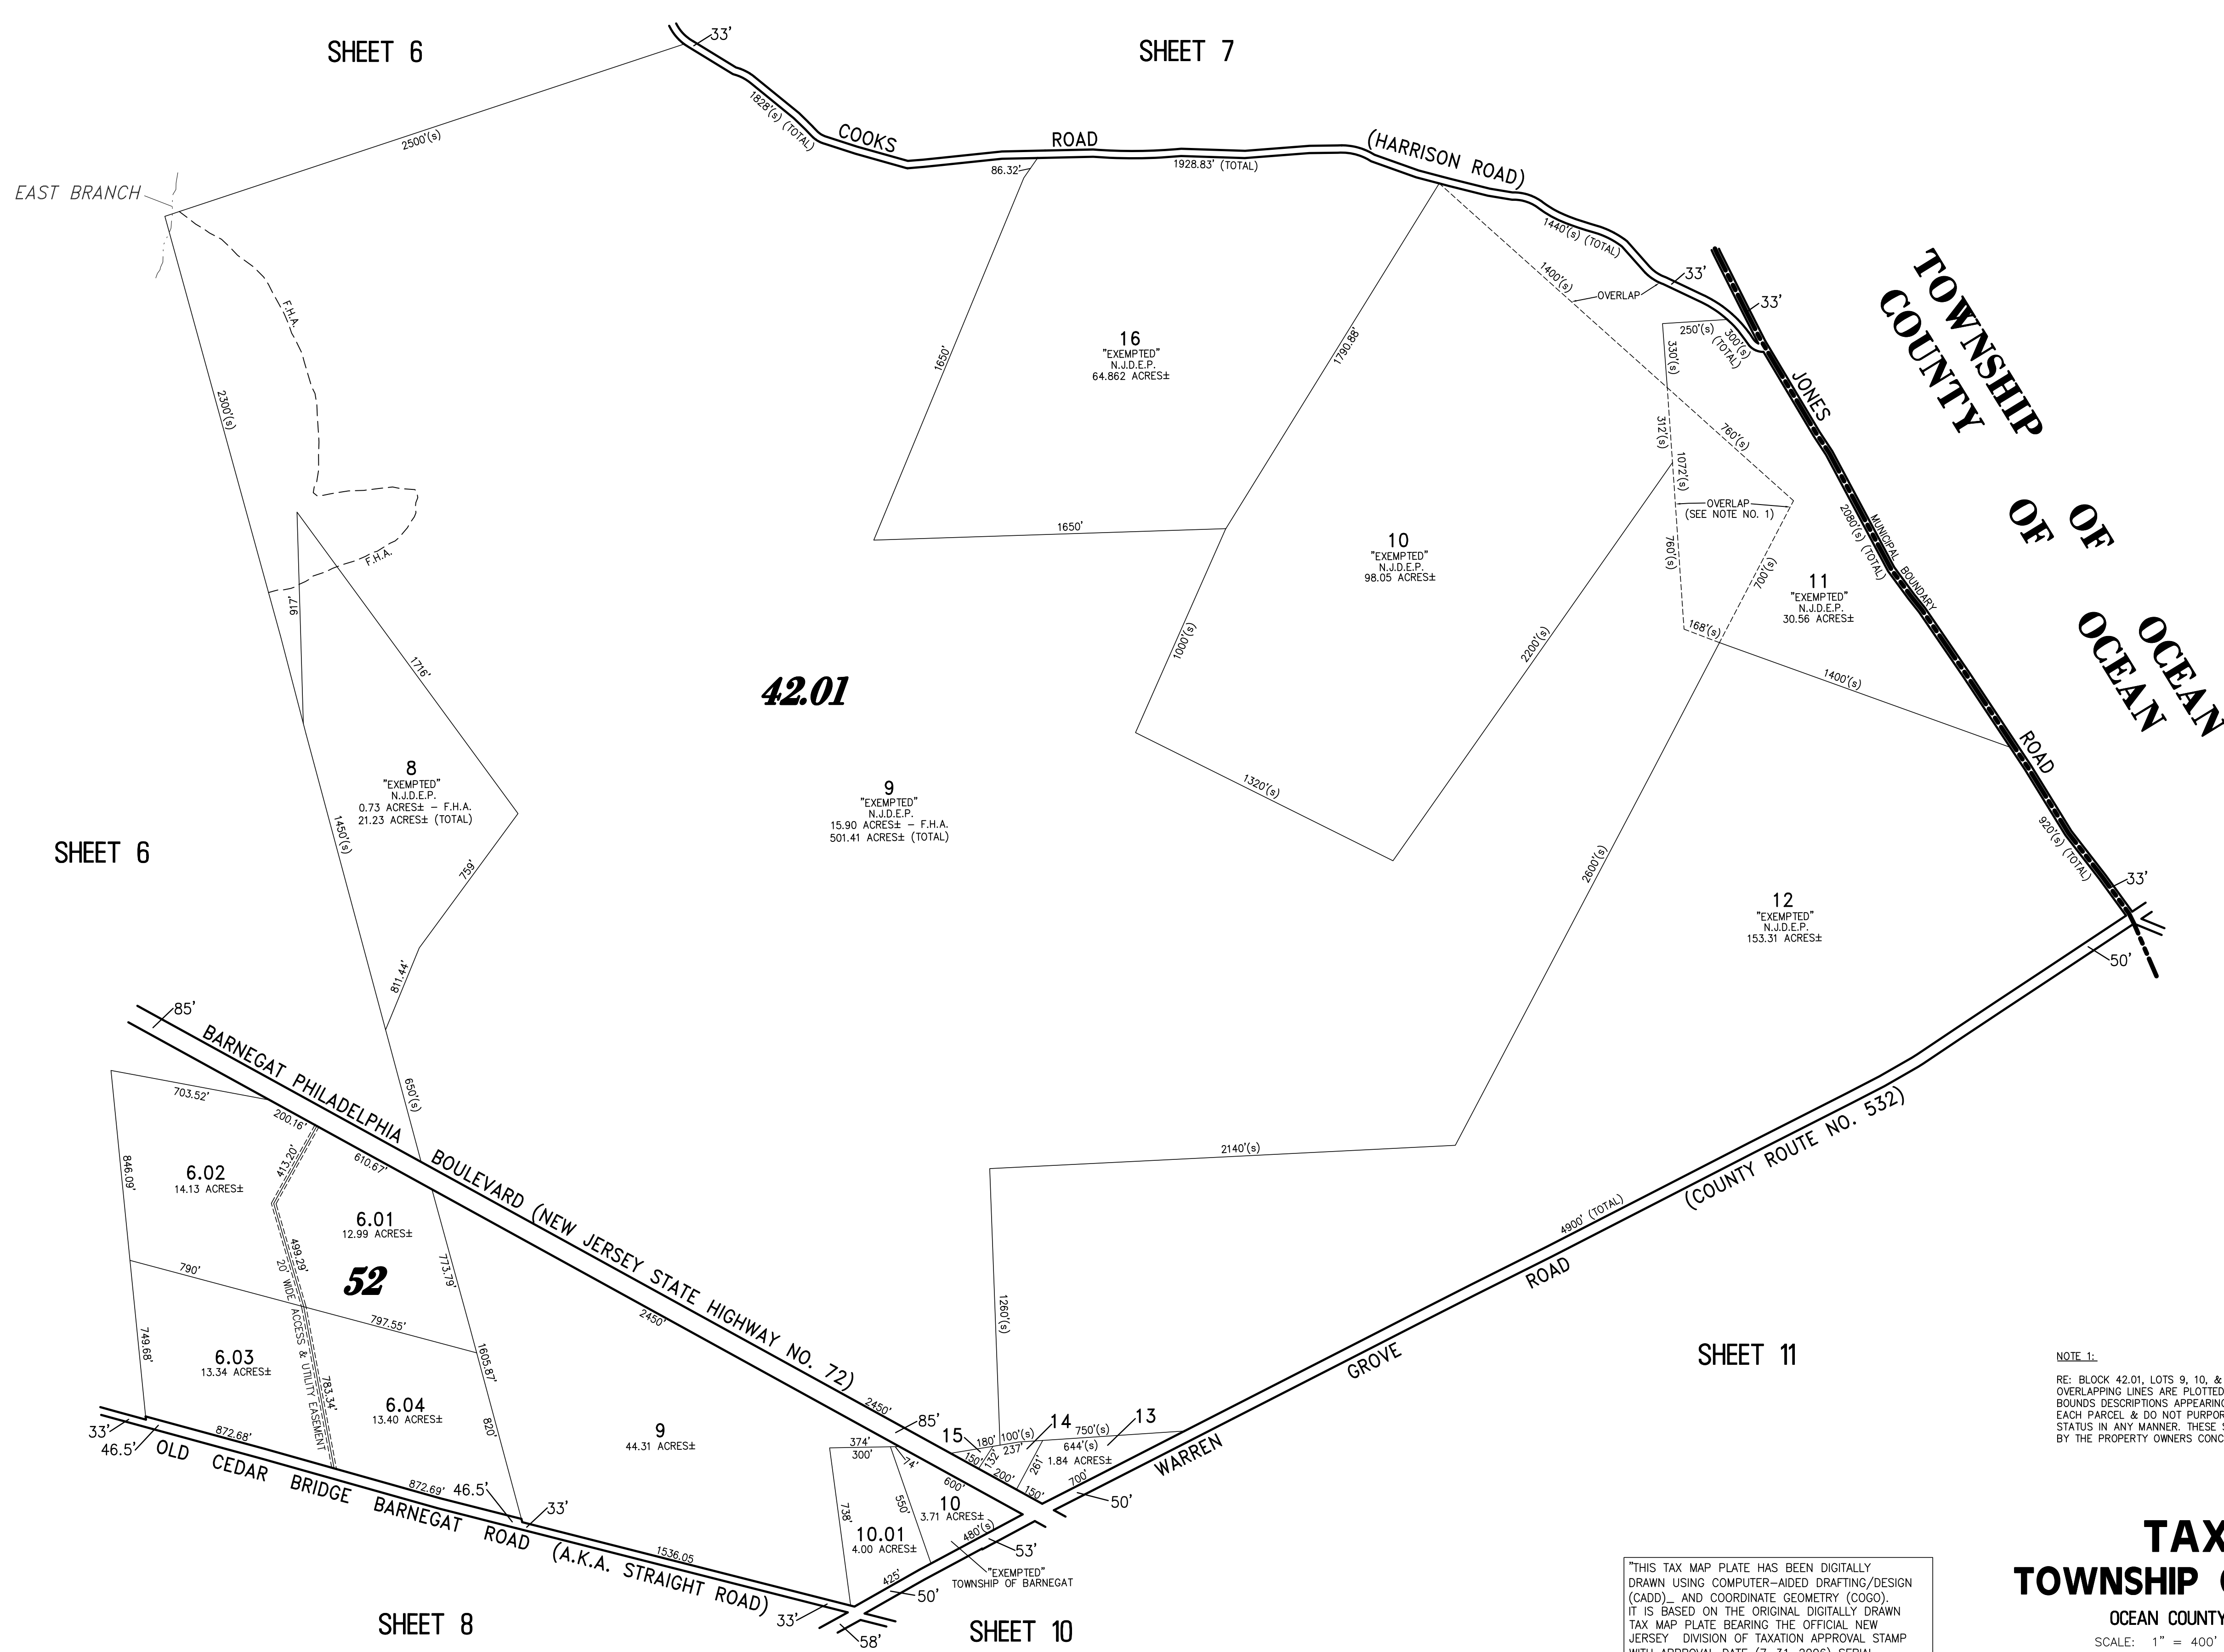 SHEET 6
SHEET 7
33'
2500'(s)
1828'(s) (TOTAL)
COOKS ROAD (HARRISON ROAD)
86.32'
1928.83' (TOTAL)
1440'(s) (TOTAL)
EAST BRANCH
F.H.A.
F.H.A.
2300'(s)
1400'(s)
OVERLAP
33'
33'
250'(s)
300'(s)
(TOTAL)
330'(s)
312'(s)
1072'(s)
760'(s)
760'(s)
OVERLAP
(SEE NOTE NO. 1)
700'(s)
168'(s)
TOWNSHIP OF OCEAN
COUNTY OF OCEAN
JONES ROAD
MUNICIPAL BOUNDARY
2080'(s) (TOTAL)
16
"EXEMPTED"
N.J.D.E.P.
64.862 ACRES±
1650'
1650'
1790.88'
10
"EXEMPTED"
N.J.D.E.P.
98.05 ACRES±
1000'(s)
1320'(s)
2200'(s)
11
"EXEMPTED"
N.J.D.E.P.
30.56 ACRES±
1400'(s)
920'(s) (TOTAL)
33'
50'
917'
1716'
42.01
8
"EXEMPTED"
N.J.D.E.P.
0.73 ACRES± – F.H.A.
21.23 ACRES± (TOTAL)
1450'(s)
759'
811.44'
650'(s)
9
"EXEMPTED"
N.J.D.E.P.
15.90 ACRES± – F.H.A.
501.41 ACRES± (TOTAL)
2600'(s)
12
"EXEMPTED"
N.J.D.E.P.
153.31 ACRES±
2140'(s)
1260'(s)
4900' (TOTAL)
SHEET 6
85'
BARNEGAT PHILADELPHIA BOULEVARD (NEW JERSEY STATE HIGHWAY NO. 72)
703.52'
200.16'
610.67'
413.20'
846.09'
6.02
14.13 ACRES±
6.01
12.99 ACRES±
499.29'
20' WIDE ACCESS & UTILITY EASEMENT
52
773.79'
790'
797.55'
749.68'
6.03
13.34 ACRES±
783.34'
6.04
13.40 ACRES±
1605.87'
820'
2450'
2450'
9
44.31 ACRES±
85'
33'
46.5'
872.68'
872.69'
46.5'
33'
OLD CEDAR BRIDGE BARNEGAT ROAD (A.K.A. STRAIGHT ROAD)
1536.05
33'
58'
374'
300'
74'
600'
738'
550'
10
3.71 ACRES±
10.01
4.00 ACRES±
480'(s)
425'
50'
53'
"EXEMPTED"
TOWNSHIP OF BARNEGAT
15
14
13
180'
100'(s)
750'(s)
150'
132'
237'
644'(s)
1.84 ACRES±
200'
261'
150'
700'
50'
WARREN GROVE ROAD (COUNTY ROUTE NO. 532)
SHEET 11
SHEET 8
SHEET 10
NOTE 1:
RE: BLOCK 42.01, LOTS 9, 10, &
OVERLAPPING LINES ARE PLOTTED
BOUNDS DESCRIPTIONS APPEARING
EACH PARCEL & DO NOT PURPOR
STATUS IN ANY MANNER. THESE S
BY THE PROPERTY OWNERS CONC
"THIS TAX MAP PLATE HAS BEEN DIGITALLY
DRAWN USING COMPUTER–AIDED DRAFTING/DESIGN
(CADD)_ AND COORDINATE GEOMETRY (COGO).
IT IS BASED ON THE ORIGINAL DIGITALLY DRAWN
TAX MAP PLATE BEARING THE OFFICIAL NEW
JERSEY DIVISION OF TAXATION APPROVAL STAMP
WITH APPROVAL DATE (7–31–2006) SERIAL
TAX
TOWNSHIP
OCEAN COUNTY
SCALE: 1" = 400'